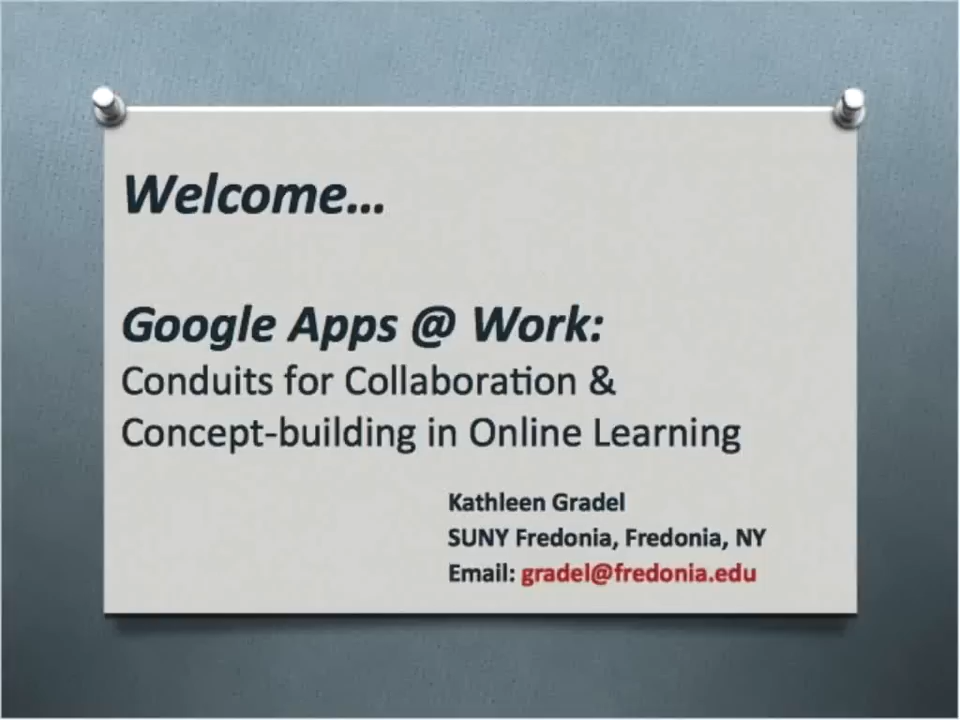 Welcome...
Google Apps @ Work:
Conduits for Collaboration &
Concept-building in Online Learning
Kathleen Gradel
SUNY Fredonia, Fredonia, NY
Email: gradel@fredonia.edu